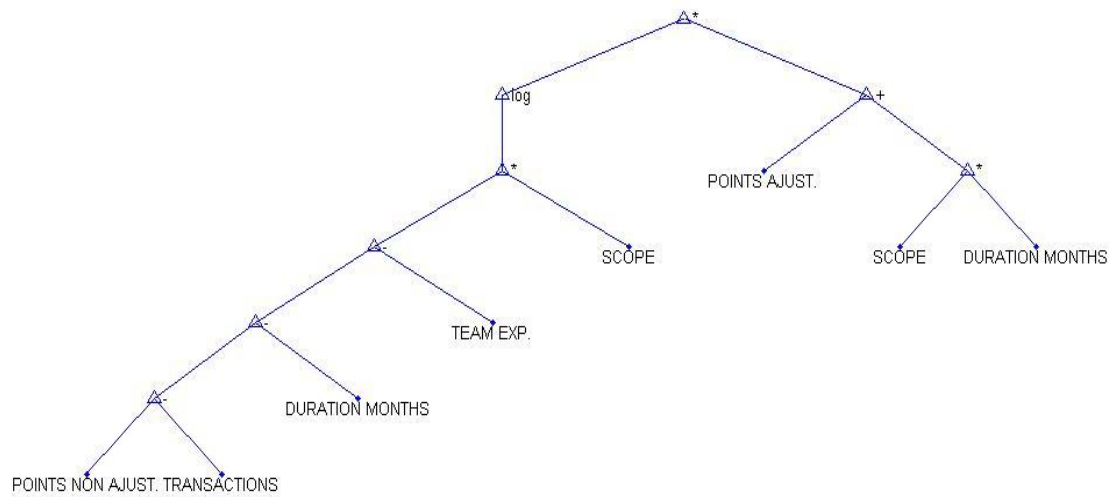 *
log
+
*
POINTS AJUST.
*
-
SCOPE
SCOPE
DURATION MONTHS
-
TEAM EXP.
-
DURATION MONTHS
POINTS NON AJUST.
TRANSACTIONS